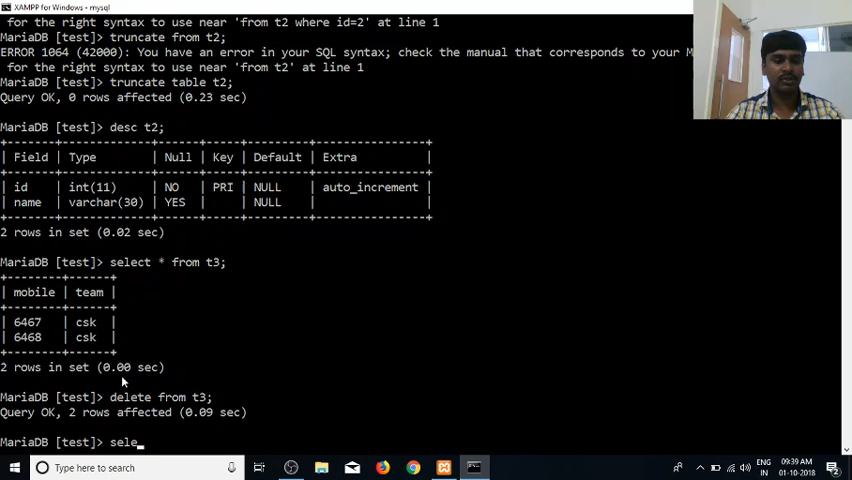 XAMPP for Windows - mysql
for the right syntax to use near 'from t2 where id=2' at line 1
MariaDB [test]> truncate from t2;
ERROR 1064 (42000): You have an error in your SQL syntax; check the manual that corresponds to your M
for the right syntax to use near 'from t2' at line 1
MariaDB [test]> truncate table t2;
Query OK, 0 rows affected (0.23 sec)
MariaDB [test]> desc t2;
+-------+-------------+------+-----+---------+----------------+
| Field | Type | Null | Key | Default | Extra |
+-------+-------------+------+-----+---------+----------------+
| id | int(11) | NO | PRI | NULL | auto_increment |
| name | varchar(30) | YES | | NULL | |
+-------+-------------+------+-----+---------+----------------+
2 rows in set (0.02 sec)
MariaDB [test]> select * from t3;
+--------+------+
| mobile | team |
+--------+------+
| 6467 | csk |
| 6468 | csk |
+--------+------+
2 rows in set (0.00 sec)
MariaDB [test]> delete from t3;
Query OK, 2 rows affected (0.09 sec)
MariaDB [test]> sele_
Type here to search
ENG
IN
09:39 AM
01-10-2018
2